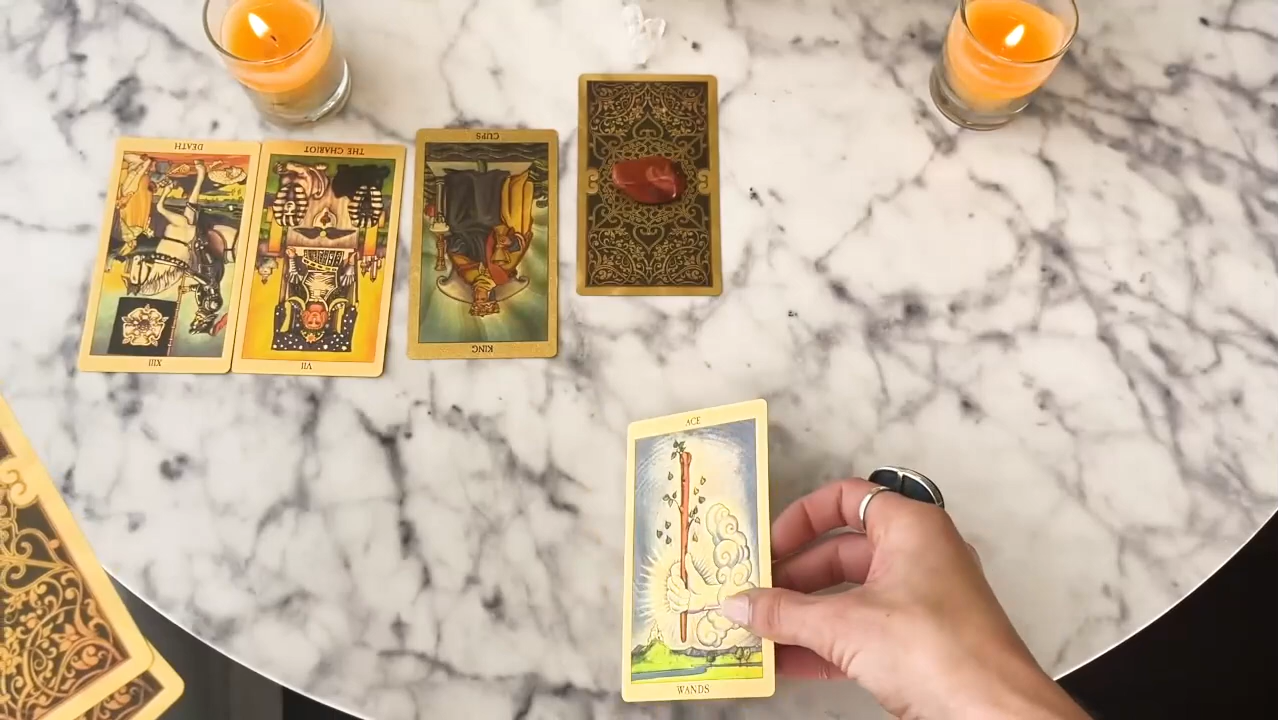 DEATH
XIII
THE CHARIOT
VII
CUPS
KING
ACE
WANDS